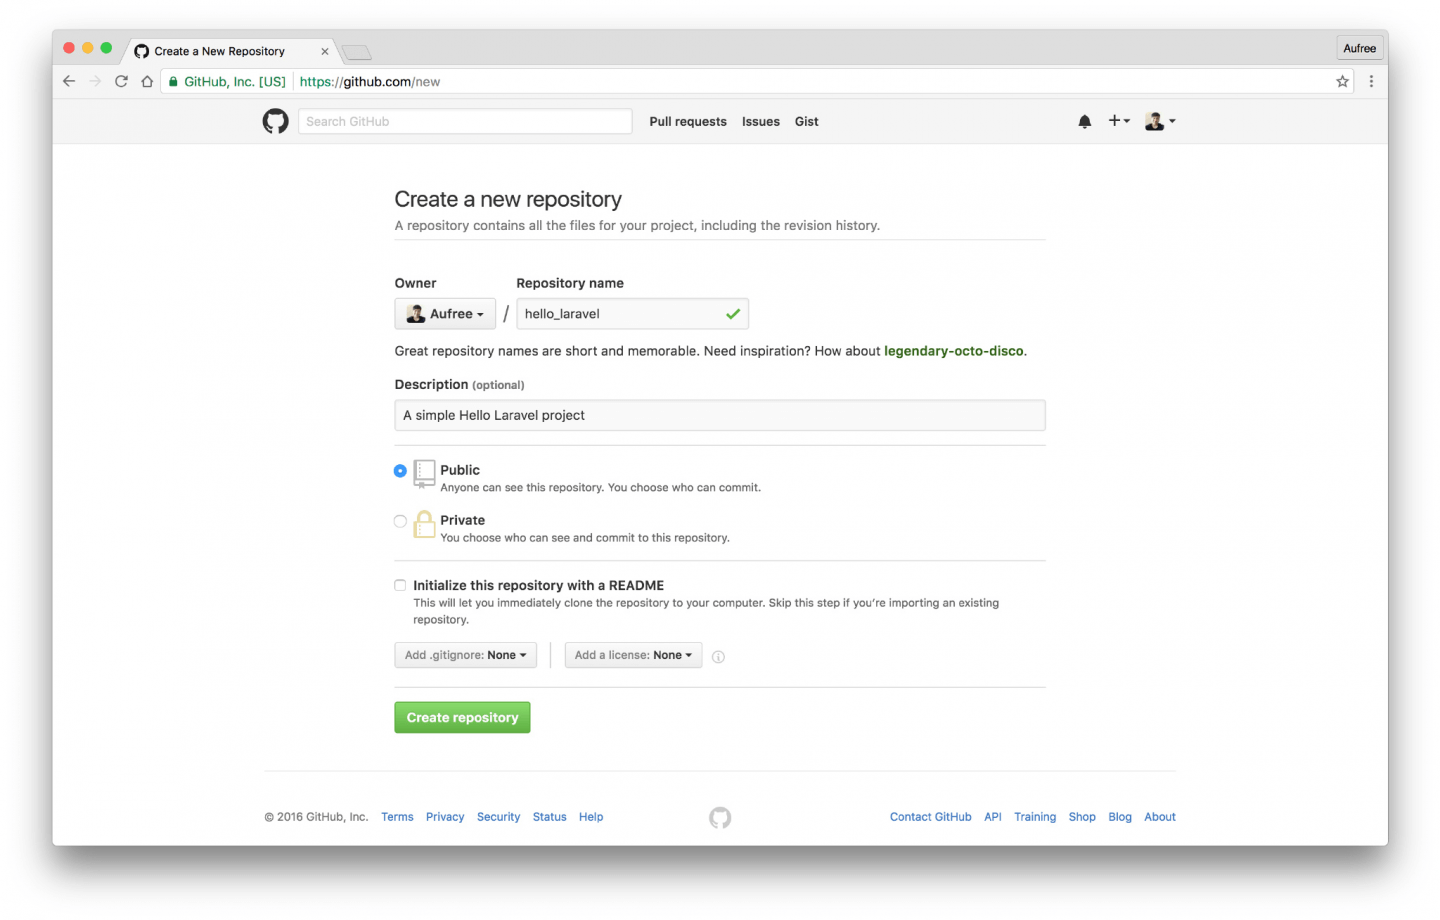 Create a New Repository
Aufree
GitHub, Inc. [US] https://github.com/new
Search GitHub Pull requests Issues Gist
Create a new repository
A repository contains all the files for your project, including the revision history.
Owner Repository name
Aufree / hello_laravel
Great repository names are short and memorable. Need inspiration? How about legendary-octo-disco.
Description (optional)
A simple Hello Laravel project
Public
Anyone can see this repository. You choose who can commit.
Private
You choose who can see and commit to this repository.
Initialize this repository with a README
This will let you immediately clone the repository to your computer. Skip this step if you’re importing an existing
repository.
Add .gitignore: None Add a license: None
Create repository
© 2016 GitHub, Inc. Terms Privacy Security Status Help Contact GitHub API Training Shop Blog About